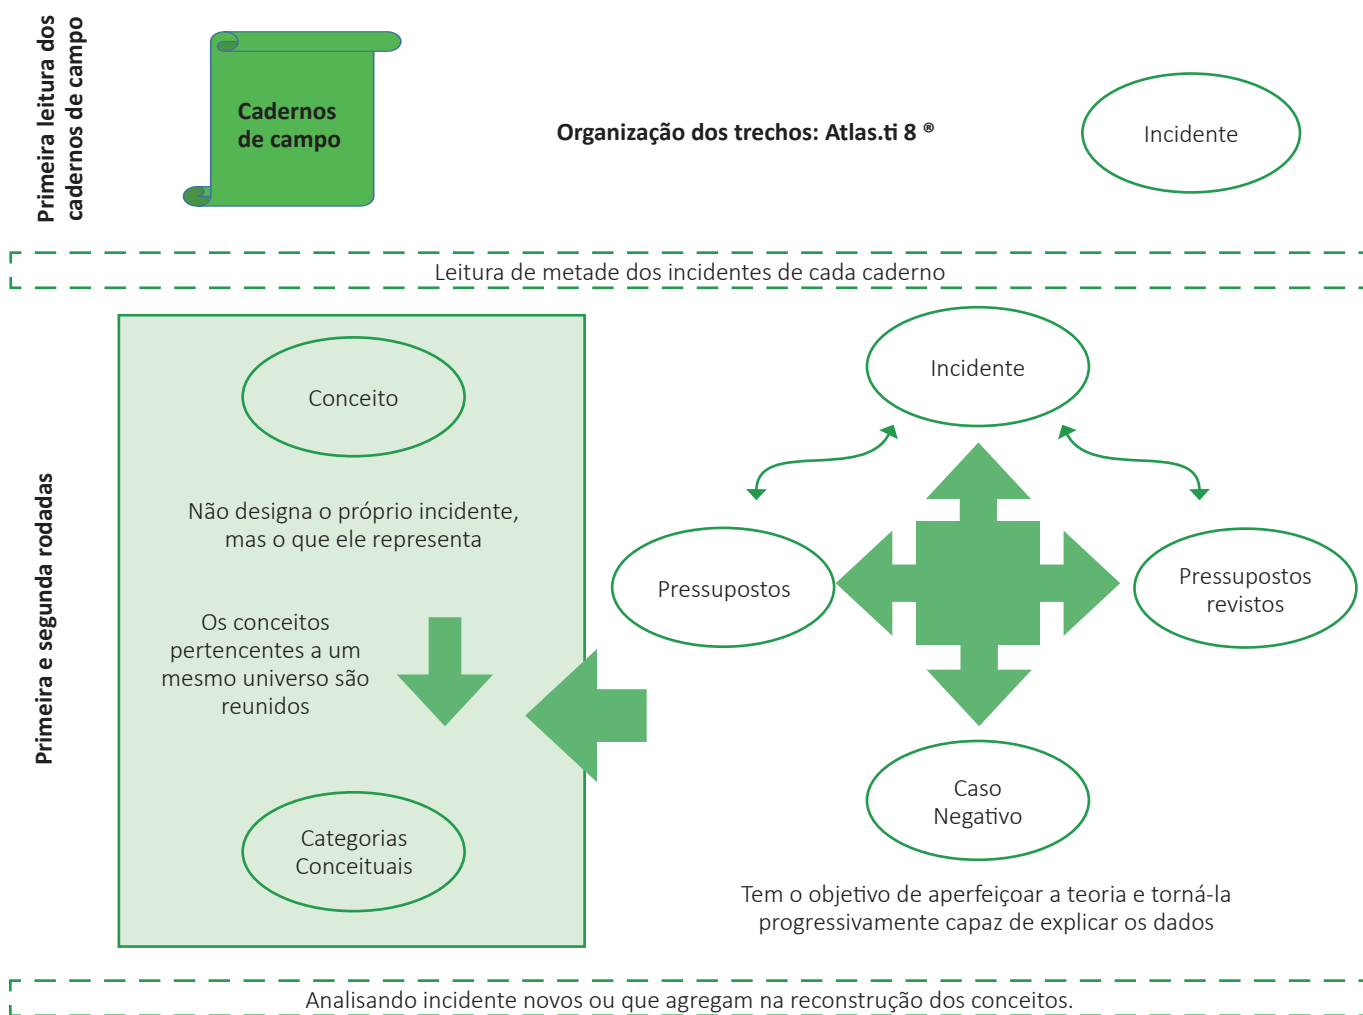 Primeira leitura dos
cadernos de campo
Cadernos
de campo
Organização dos trechos: Atlas.ti 8 ®
Incidente
Leitura de metade dos incidentes de cada caderno
Primeira e segunda rodadas
Conceito
Não designa o próprio incidente,
mas o que ele representa
Os conceitos
pertencentes a um
mesmo universo são
reunidos
Categorias
Conceituais
Incidente
Pressupostos
Pressupostos
revistos
Caso
Negativo
Tem o objetivo de aperfeiçoar a teoria e torná-la
progressivamente capaz de explicar os dados
Analisando incidente novos ou que agregam na reconstrução dos conceitos.